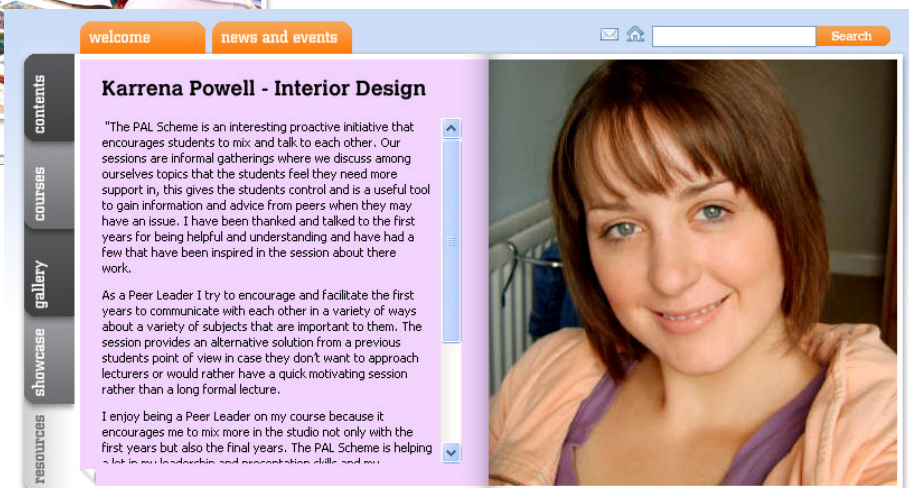 welcome
news and events
Search
contents
courses
gallery
showcase
resources
Karrena Powell - Interior Design
"The PAL Scheme is an interesting proactive initiative that
encourages students to mix and talk to each other. Our
sessions are informal gatherings where we discuss among
ourselves topics that the students feel they need more
support in, this gives the students control and is a useful tool
to gain information and advice from peers when they may
have an issue. I have been thanked and talked to the first
years for being helpful and understanding and have had a
few that have been inspired in the session about there
work.
As a Peer Leader I try to encourage and facilitate the first
years to communicate with each other in a variety of ways
about a variety of subjects that are important to them. The
session provides an alternative solution from a previous
students point of view in case they don't want to approach
lecturers or would rather have a quick motivating session
rather than a long formal lecture.
I enjoy being a Peer Leader on my course because it
encourages me to mix more in the studio not only with the
first years but also the final years. The PAL Scheme is helping
a lot in my leadership and presentation skills and my